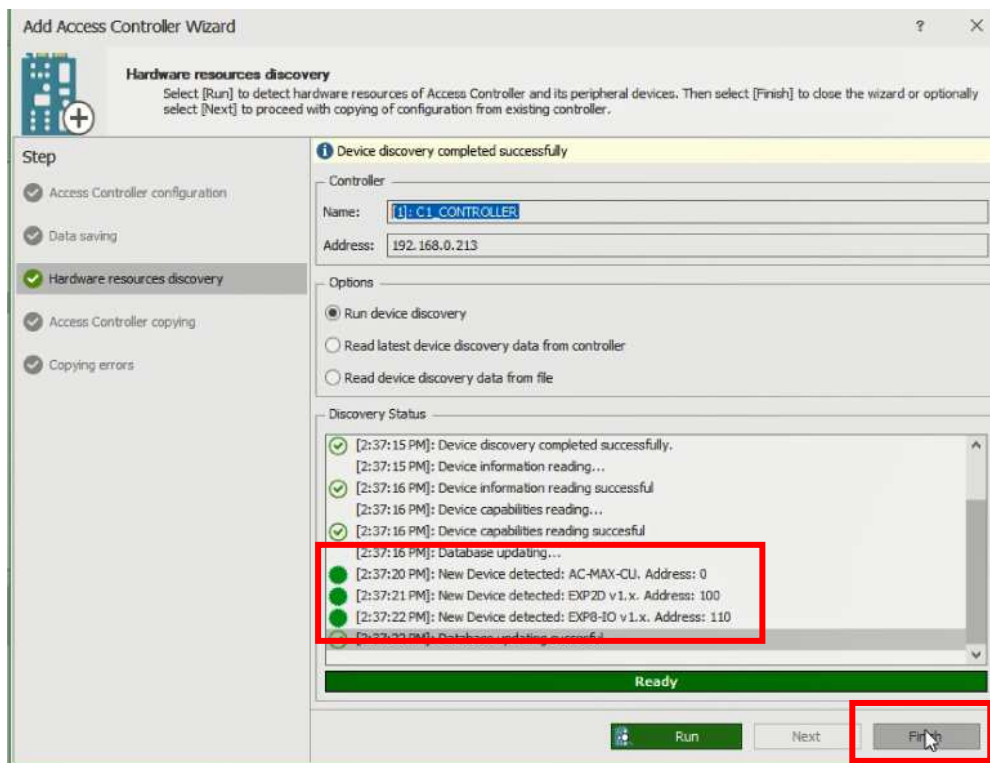 Add Access Controller Wizard
?
Hardware resources discovery
Select [Run] to detect hardware resources of Access Controller and its peripheral devices. Then select [Finish] to close the wizard or optionally
select [Next] to proceed with copying of configuration from existing controller.
Step
Access Controller configuration
Data saving
Hardware resources discovery
Access Controller copying
Copying errors
Device discovery completed successfully
Controller
Name: [1]: C1_CONTROLLER
Address: 192.168.0.213
Options
Run device discovery
Read latest device discovery data from controller
Read device discovery data from file
Discovery Status
[2:37:15 PM]: Device discovery completed successfully.
[2:37:15 PM]: Device information reading...
[2:37:16 PM]: Device information reading successful
[2:37:16 PM]: Device capabilities reading...
[2:37:16 PM]: Device capabilities reading succesful
[2:37:16 PM]: Database updating...
[2:37:20 PM]: New Device detected: AC-MAX-CU. Address: 0
[2:37:21 PM]: New Device detected: EXP2D v1.x. Address: 100
[2:37:22 PM]: New Device detected: EXP8-IO v1.x. Address: 110
[2:37:22 PM]: Database updating succesful
Ready
Run
Next
Finish